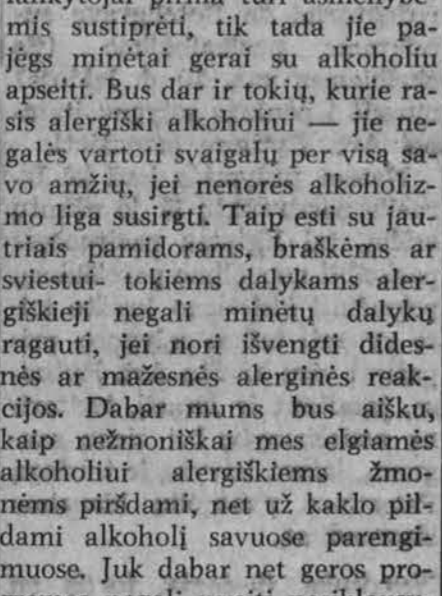 mis sustiprėti, tik tada jie pa-
jėgs minėtai gerai su alkoholiu
apseiti. Bus dar ir tokių, kurie ra-
sis alergiški alkoholiui — jie ne-
galės vartoti svaigalų per visą sa-
vo amžių, jei nenorės alkoholiz-
mo liga susirgti. Taip esti su jau-
triais pamidorams, braškėms ar
sviestui- tokiems dalykams aler-
giškieji negali minėtų dalykų
ragauti, jei nori išvengti dides-
nės ar mažesnės alerginės reak-
cijos. Dabar mums bus aišku,
kaip nežmoniškai mes elgiamės
alkoholiui alergiškiems žmo-
nėms piršdami, net už kaklo pil-
dami alkoholį savuose parengi-
muose. Juk dabar net geros pro-